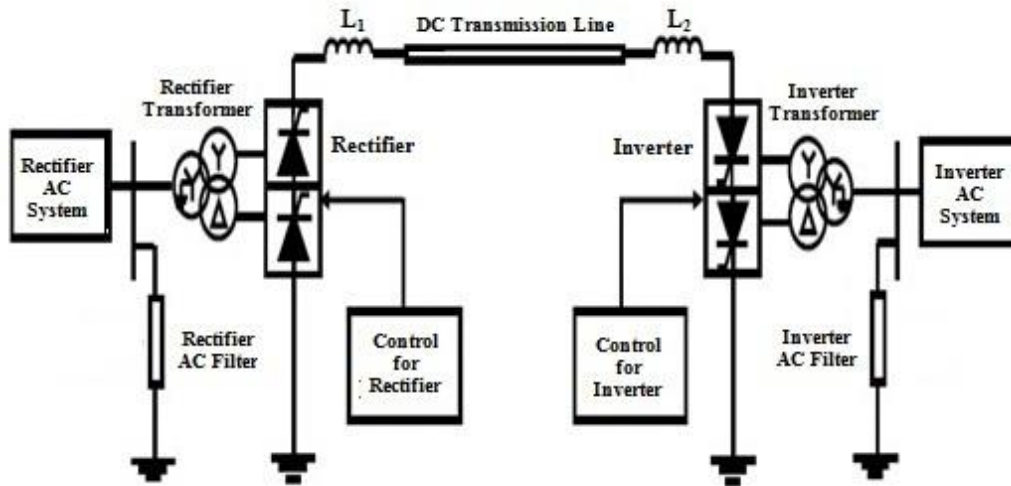 L₁
DC Transmission Line
L₂
Rectifier
Transformer
Inverter
Transformer
Rectifier
AC
System
Y
Y
Δ
Rectifier
Inverter
Y
Y
Δ
Inverter
AC
System
Rectifier
AC Filter
Control
for
Rectifier
Control
for
Inverter
Inverter
AC Filter